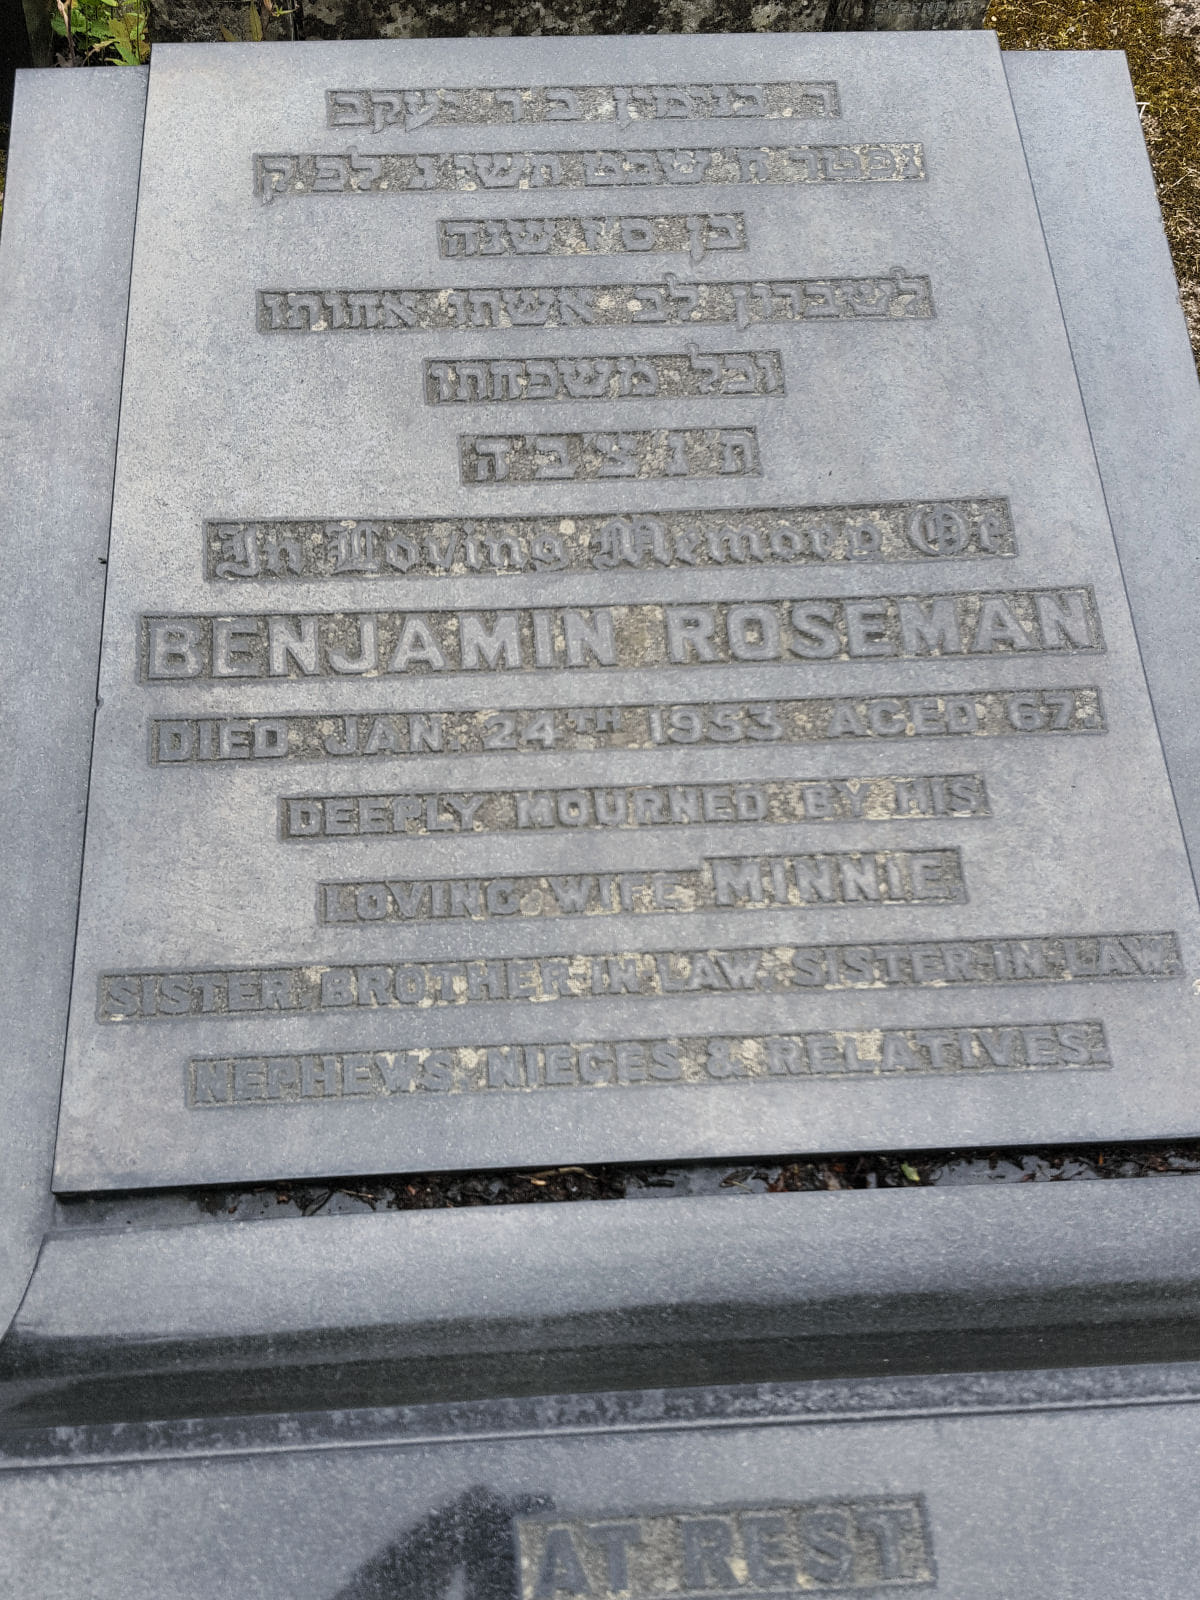 ר בנימין ב ר יעקב
נפטר ח שבט תשי ג לפ ק
בן ס ז שנה
לשברון לב אשתו אחותו
וכל משפחתו
ת נ צ ב ה
In Loving Memory Of
BENJAMIN ROSEMAN
DIED JAN. 24TH 1953. AGED 67.
DEEPLY MOURNED BY HIS
LOVING WIFE MINNIE.
SISTER. BROTHER-IN-LAW. SISTER-IN-LAW.
NEPHEWS. NIECES & RELATIVES.
AT REST